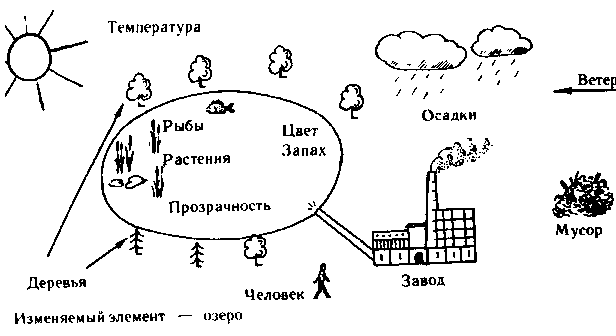 Температура
Ветер
Осадки
Рыбы
Цвет
Запах
Растения
Прозрачность
Мусор
Деревья
Завод
Человек
Изменяемый элемент — озеро